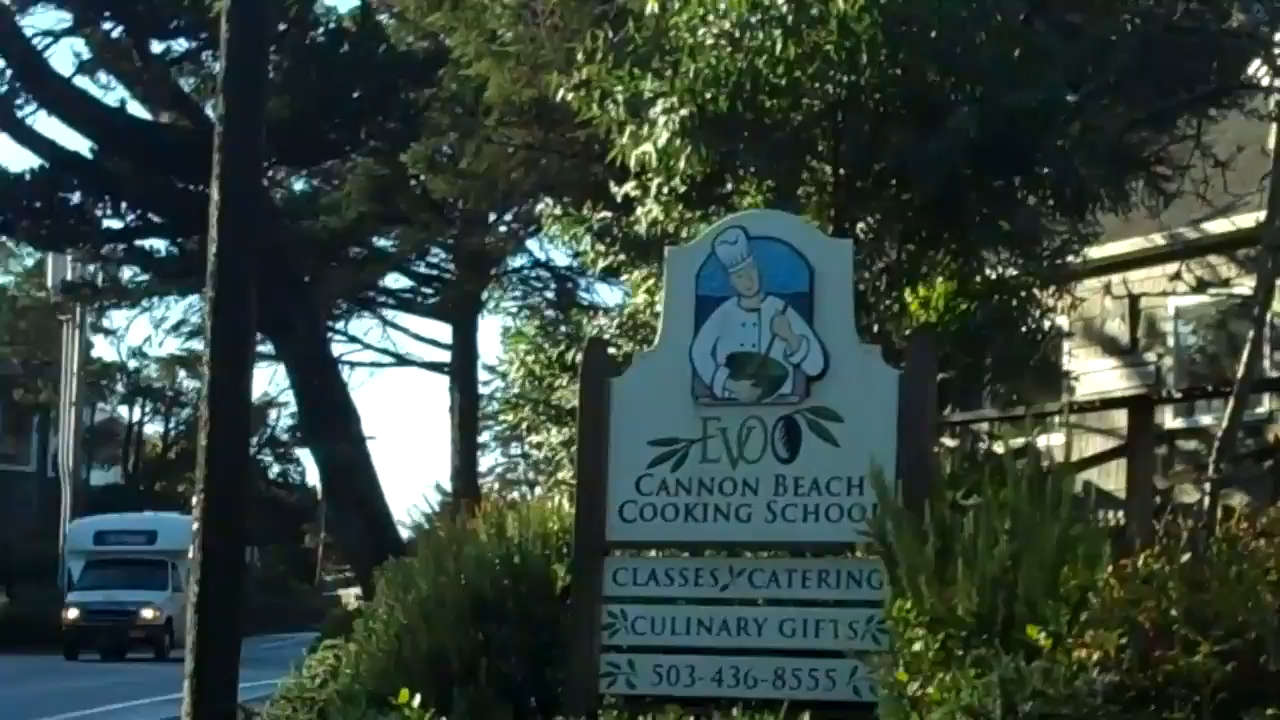 EVOO
CANNON BEACH
COOKING SCHOOL
CLASSES CATERING
CULINARY GIFTS
503-436-8555